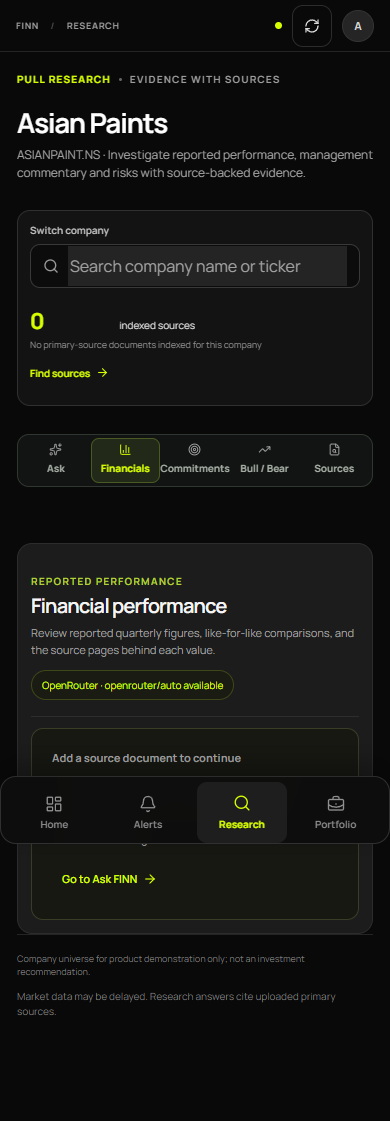 FINN / RESEARCH
A
PULL RESEARCH • EVIDENCE WITH SOURCES
Asian Paints
ASIANPAINT.NS · Investigate reported performance, management
commentary and risks with source-backed evidence.
Switch company
Search company name or ticker
0 indexed sources
No primary-source documents indexed for this company
Find sources →
Ask Financials Commitments Bull / Bear Sources
REPORTED PERFORMANCE
Financial performance
Review reported quarterly figures, like-for-like comparisons, and
the source pages behind each value.
OpenRouter · openrouter/auto available
Add a source document to continue
Home Alerts Research Portfolio
Go to Ask FINN →
Company universe for product demonstration only; not an investment
recommendation.
Market data may be delayed. Research answers cite uploaded primary
sources.